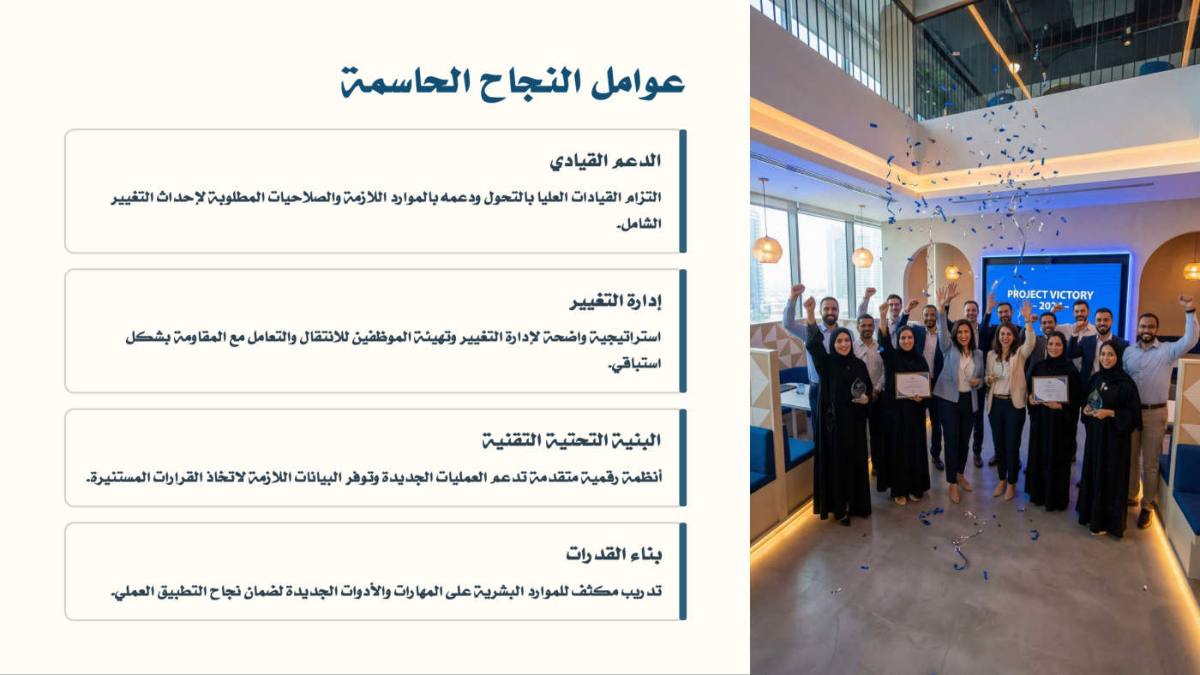 عوامل النجاح الحاسمة
الدعم القيادي
التزام القيادات العليا بالتحول ودعمه بالموارد اللازمة والصلاحيات المطلوبة لإحداث التغيير
الشامل.
إدارة التغيير
استراتيجية واضحة لإدارة التغيير وتهيئة الموظفين للانتقال والتعامل مع المقاومة بشكل
استباقي.
البنية التحتية التقنية
أنظمة رقمية متقدمة تدعم العمليات الجديدة وتوفر البيانات اللازمة لاتخاذ القرارات المستنيرة.
بناء القدرات
تدريب مكثف للموارد البشرية على المهارات والأدوات الجديدة لضمان نجاح التطبيق العملي.
PROJECT VICTORY